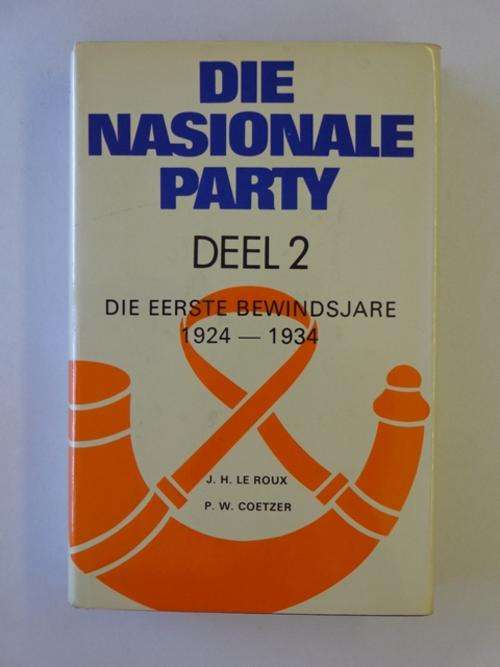 DIE
NASIONALE
PARTY
DEEL 2
DIE EERSTE BEWINDSJARE
1924 — 1934
J. H. LE ROUX
P. W. COETZER